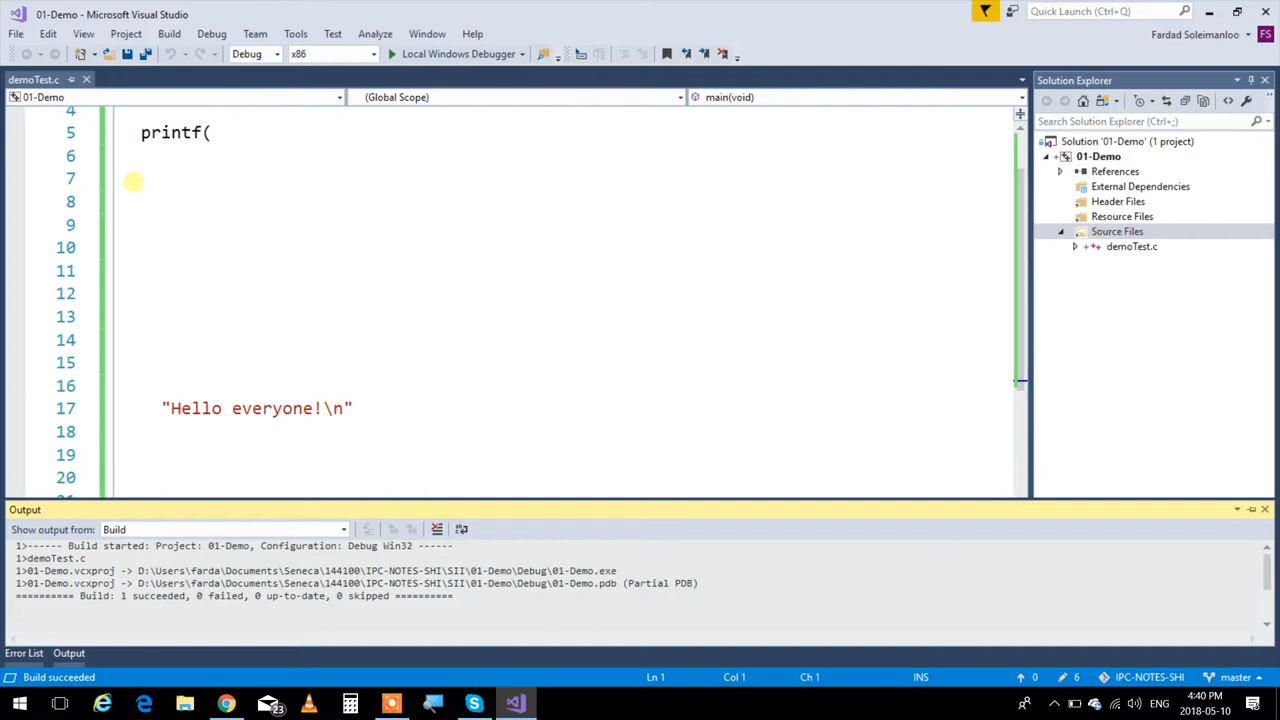 01-Demo - Microsoft Visual Studio
Quick Launch (Ctrl+Q)
File Edit View Project Build Debug Team Tools Test Analyze Window Help
Fardad Soleimanloo FS
Debug x86 Local Windows Debugger
demoTest.c
01-Demo (Global Scope) main(void)
4
5 printf(
6
7
8
9
10
11
12
13
14
15
16
17 "Hello everyone!\n"
18
19
20
21
Solution Explorer
Search Solution Explorer (Ctrl+;)
Solution '01-Demo' (1 project)
01-Demo
References
External Dependencies
Header Files
Resource Files
Source Files
demoTest.c
Output
Show output from: Build
1>------ Build started: Project: 01-Demo, Configuration: Debug Win32 ------
1>demoTest.c
1>01-Demo.vcxproj -> D:\Users\farda\Documents\Seneca\144100\IPC-NOTES-SHI\SII\01-Demo\Debug\01-Demo.exe
1>01-Demo.vcxproj -> D:\Users\farda\Documents\Seneca\144100\IPC-NOTES-SHI\SII\01-Demo\Debug\01-Demo.pdb (Partial PDB)
========== Build: 1 succeeded, 0 failed, 0 up-to-date, 0 skipped ==========
Error List Output
Build succeeded Ln 1 Col 1 Ch 1 INS 0 6 IPC-NOTES-SHI master
23
4:40 PM
2018-05-10